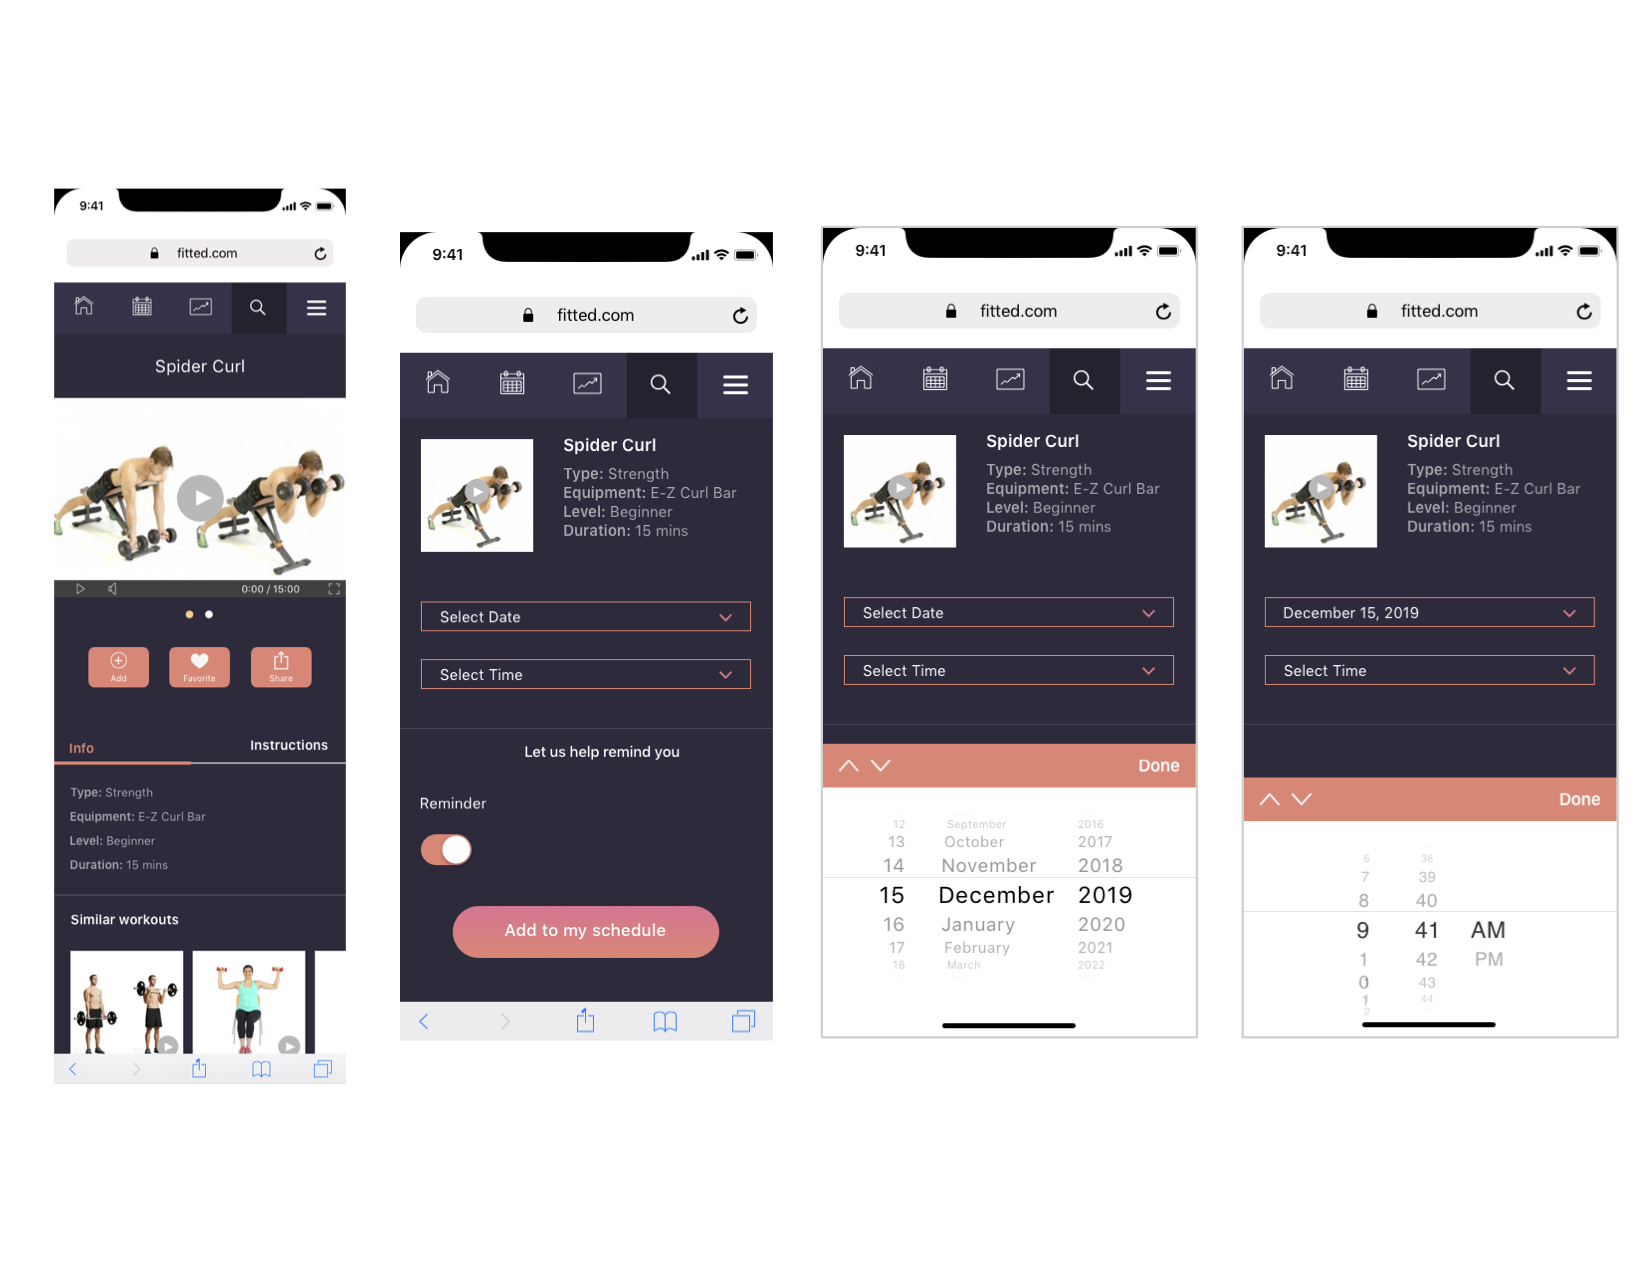 9:41
fitted.com
Spider Curl
0:00 / 15:00
Add
Favorite
Share
Info
Instructions
Type: Strength
Equipment: E-Z Curl Bar
Level: Beginner
Duration: 15 mins
Similar workouts
9:41
fitted.com
Spider Curl
Type: Strength
Equipment: E-Z Curl Bar
Level: Beginner
Duration: 15 mins
Select Date
Select Time
Let us help remind you
Reminder
Add to my schedule
9:41
fitted.com
Spider Curl
Type: Strength
Equipment: E-Z Curl Bar
Level: Beginner
Duration: 15 mins
Select Date
Select Time
Done
12 September 2016
13 October 2017
14 November 2018
15 December 2019
16 January 2020
17 February 2021
18 March 2022
9:41
fitted.com
Spider Curl
Type: Strength
Equipment: E-Z Curl Bar
Level: Beginner
Duration: 15 mins
December 15, 2019
Select Time
Done
6 38
7 39
8 40
9 41 AM
1 42 PM
0 43
1 44
2